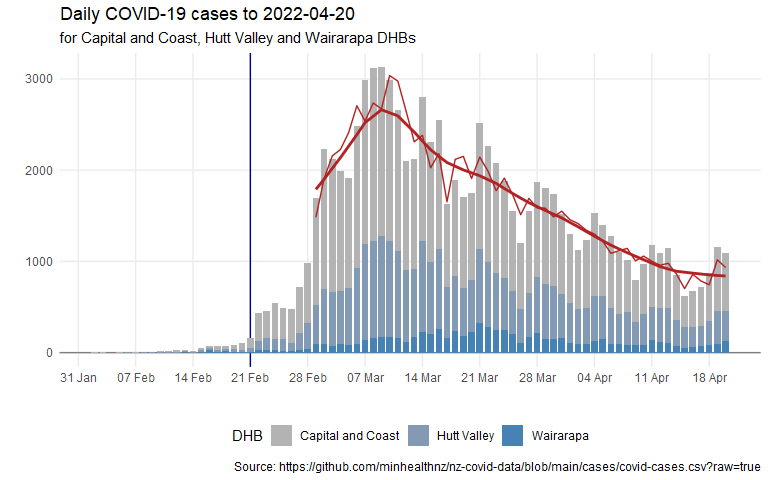 Daily COVID-19 cases to 2022-04-20
for Capital and Coast, Hutt Valley and Wairarapa DHBs
3000
2000
1000
0
31 Jan 07 Feb 14 Feb 21 Feb 28 Feb 07 Mar 14 Mar 21 Mar 28 Mar 04 Apr 11 Apr 18 Apr
DHB Capital and Coast Hutt Valley Wairarapa
Source: https://github.com/minhealthnz/nz-covid-data/blob/main/cases/covid-cases.csv?raw=true